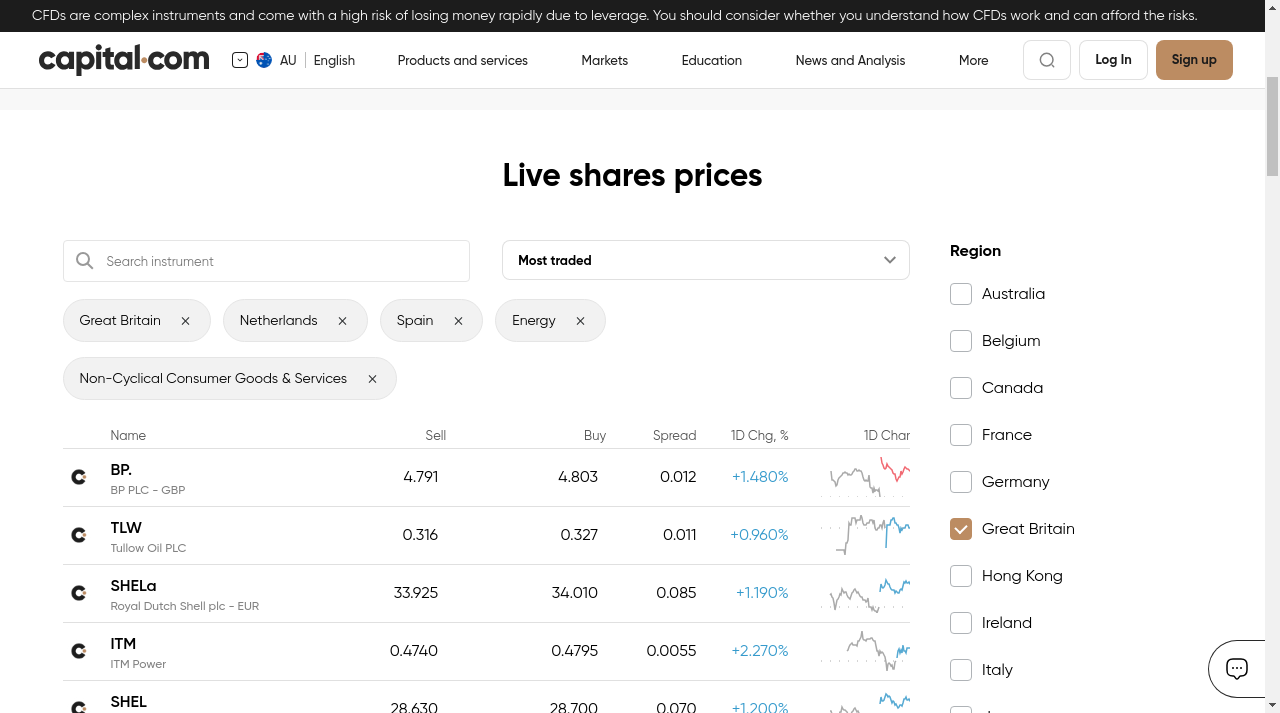 CFDs are complex instruments and come with a high risk of losing money rapidly due to leverage. You should consider whether you understand how CFDs work and can afford the risks.
capital.com AU English Products and services Markets Education News and Analysis More Log In Sign up
Live shares prices
Search instrument Most traded
Great Britain Netherlands Spain Energy
Non-Cyclical Consumer Goods & Services
Name Sell Buy Spread 1D Chg, % 1D Char
BP. 4.791 4.803 0.012 +1.480%
BP PLC - GBP
TLW 0.316 0.327 0.011 +0.960%
Tullow Oil PLC
SHELa 33.925 34.010 0.085 +1.190%
Royal Dutch Shell plc - EUR
ITM 0.4740 0.4795 0.0055 +2.270%
ITM Power
SHEL 28.630 28.700 0.070 +1.200%
Region
Australia
Belgium
Canada
France
Germany
Great Britain
Hong Kong
Ireland
Italy